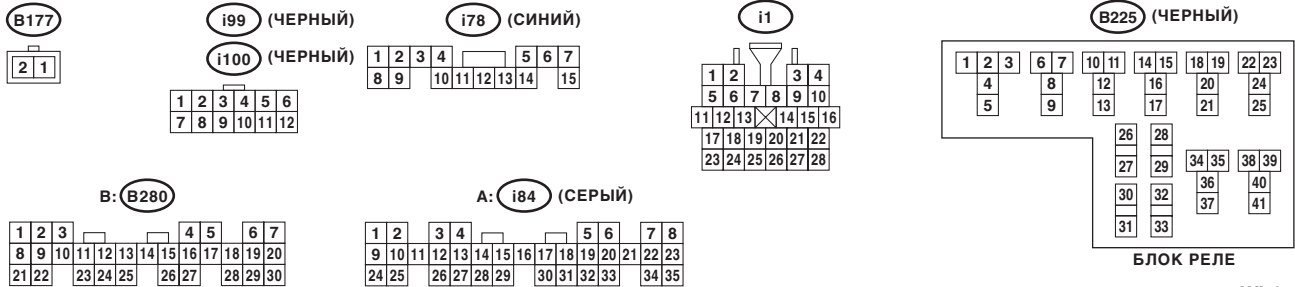 B177
2 1
i99 (ЧЕРНЫЙ)
i100 (ЧЕРНЫЙ)
1 2 3 4 5 6
7 8 9 10 11 12
i78 (СИНИЙ)
1 2 3 4 5 6 7
8 9 10 11 12 13 14 15
i1
1 2 3 4
5 6 7 8 9 10
11 12 13 14 15 16
17 18 19 20 21 22
23 24 25 26 27 28
B225 (ЧЕРНЫЙ)
1 2 3 6 7 10 11 14 15 18 19 22 23
4 8 12 16 20 24
5 9 13 17 21 25
26 28
27 29 34 35 38 39
30 32 36 40
31 33 37 41
БЛОК РЕЛЕ
B: B280
1 2 3 4 5 6 7
8 9 10 11 12 13 14 15 16 17 18 19 20
21 22 23 24 25 26 27 28 29 30
A: i84 (СЕРЫЙ)
1 2 3 4 5 6 7 8
9 10 11 12 13 14 15 16 17 18 19 20 21 22 23
24 25 26 27 28 29 30 31 32 33 34 35